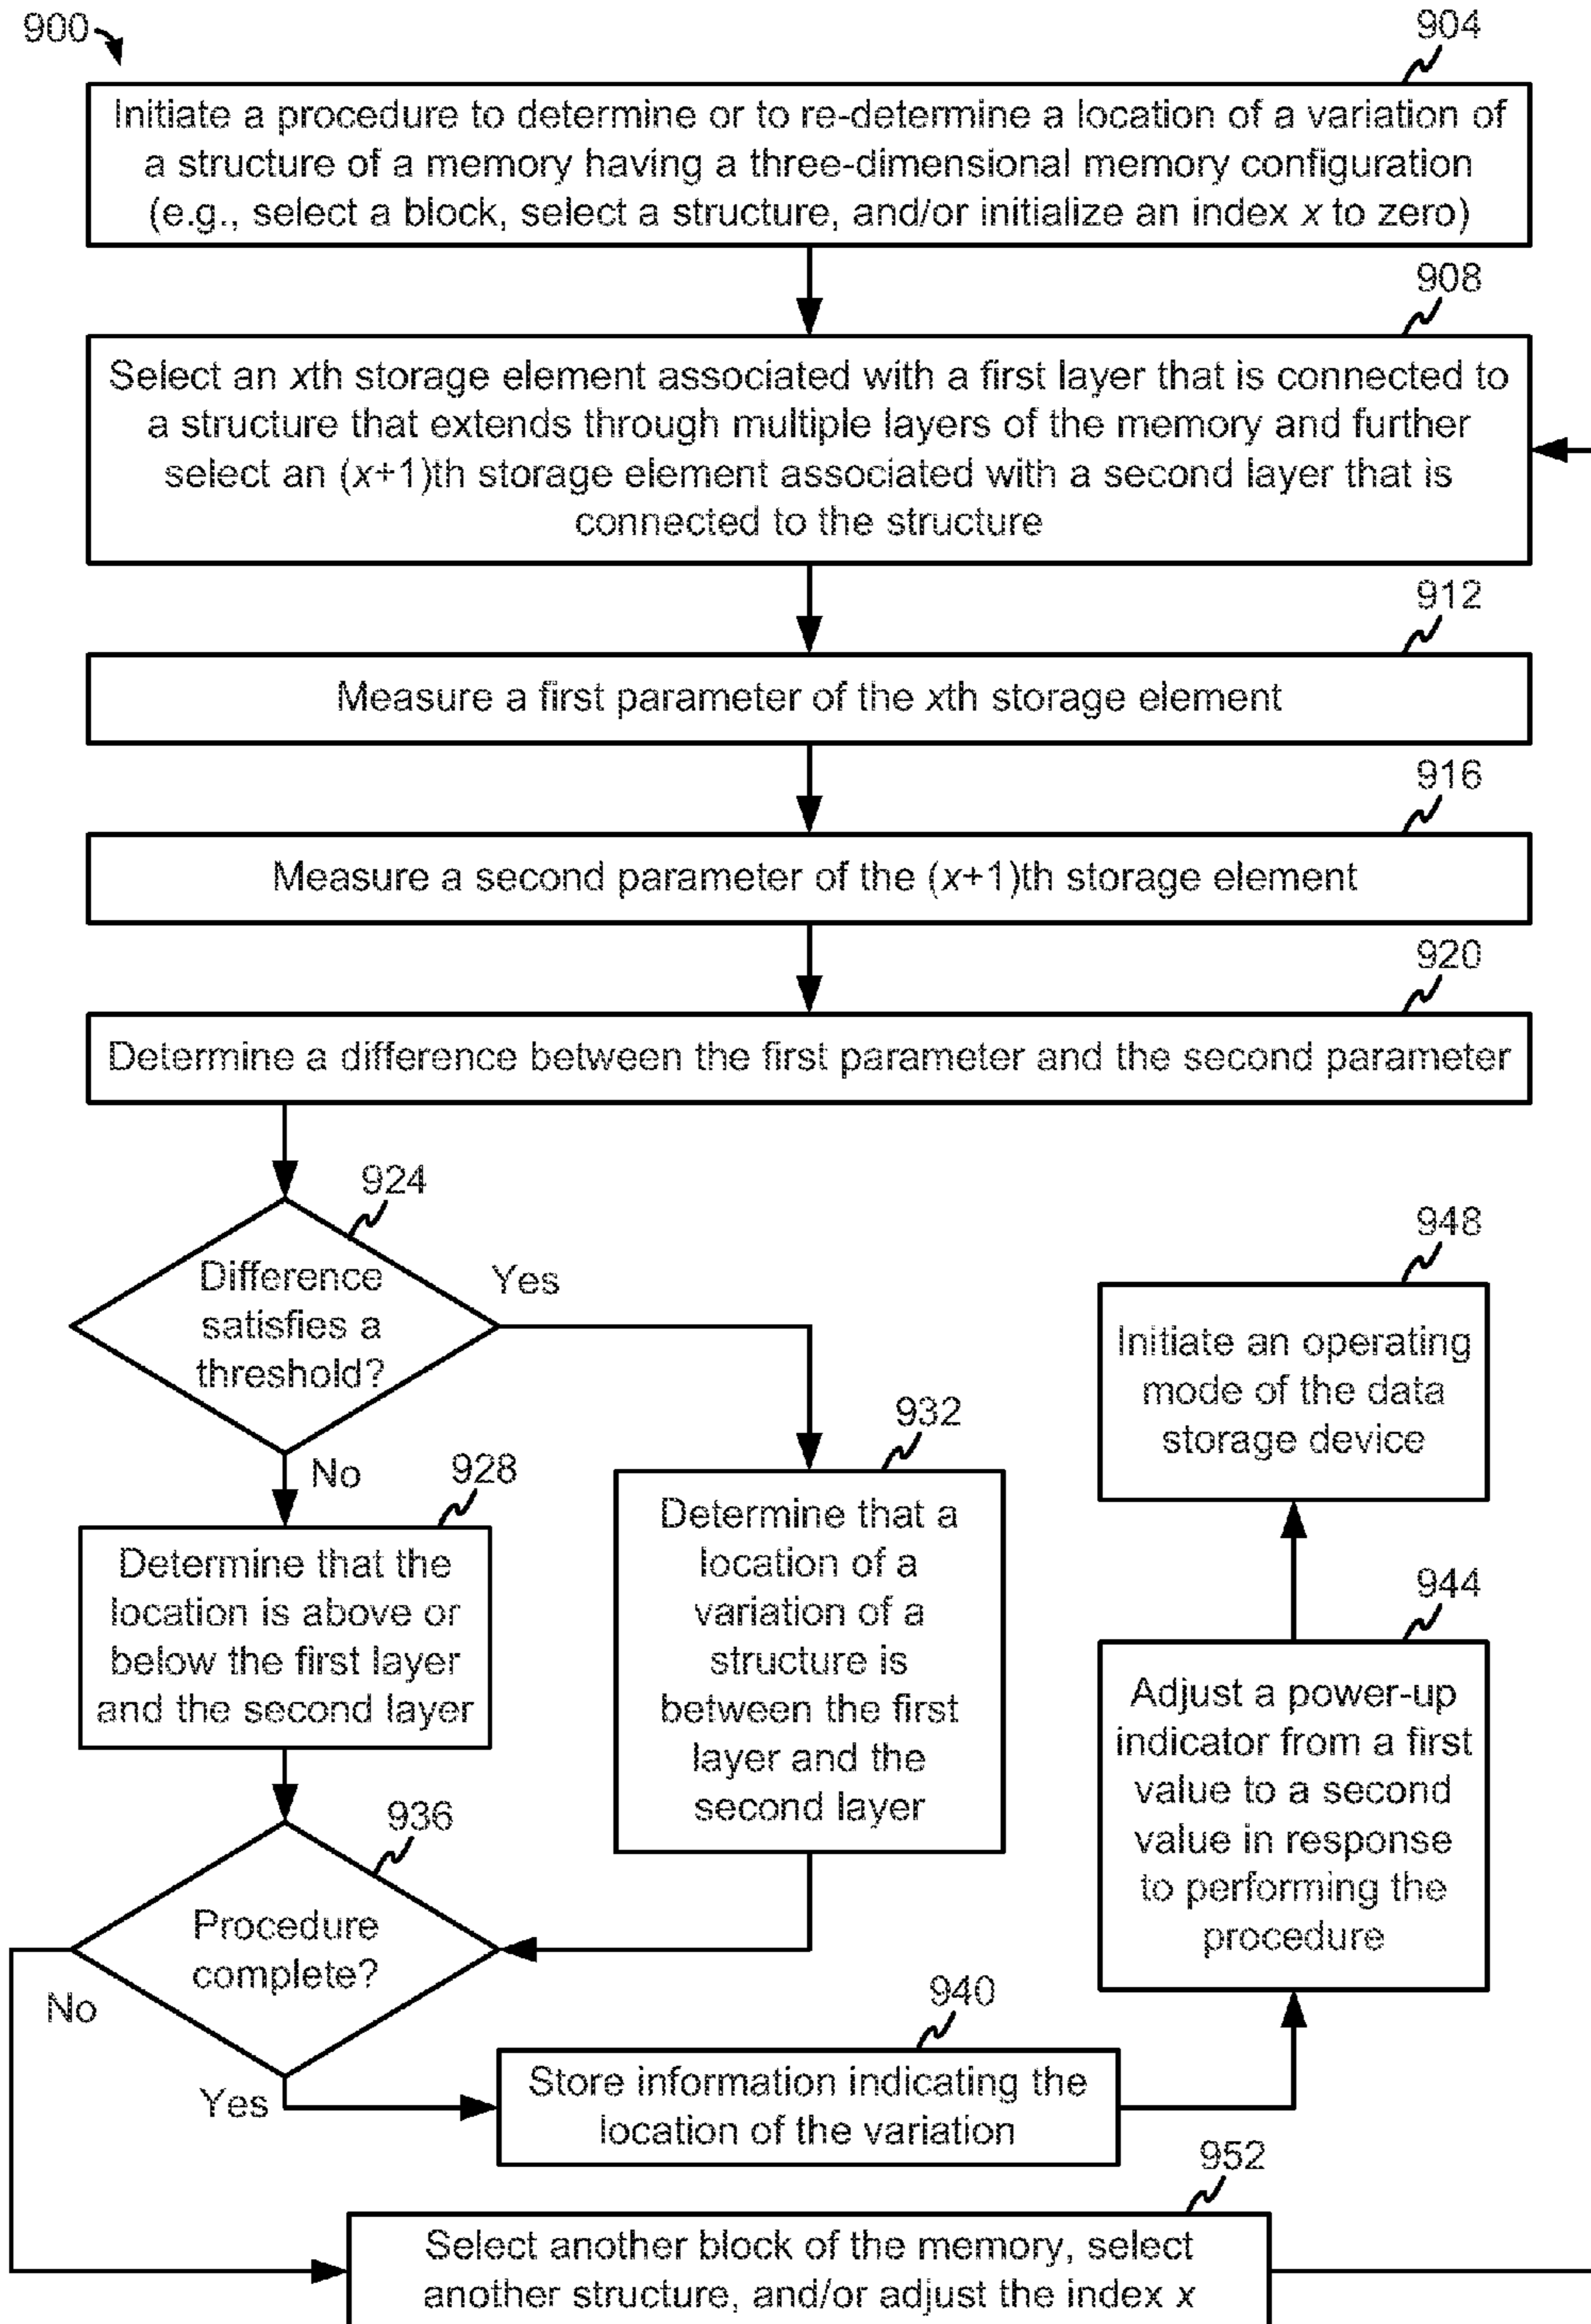 900
904
Initiate a procedure to determine or to re-determine a location of a variation of
a structure of a memory having a three-dimensional memory configuration
(e.g., select a block, select a structure, and/or initialize an index x to zero)
908
Select an xth storage element associated with a first layer that is connected to
a structure that extends through multiple layers of the memory and further
select an (x+1)th storage element associated with a second layer that is
connected to the structure
912
Measure a first parameter of the xth storage element
916
Measure a second parameter of the (x+1)th storage element
920
Determine a difference between the first parameter and the second parameter
924
Difference
satisfies a
threshold?
Yes
No
928
Determine that the
location is above or
below the first layer
and the second layer
932
Determine that a
location of a
variation of a
structure is
between the first
layer and the
second layer
936
Procedure
complete?
No
Yes
940
Store information indicating the
location of the variation
944
Adjust a power-up
indicator from a first
value to a second
value in response
to performing the
procedure
948
Initiate an operating
mode of the data
storage device
952
Select another block of the memory, select
another structure, and/or adjust the index x